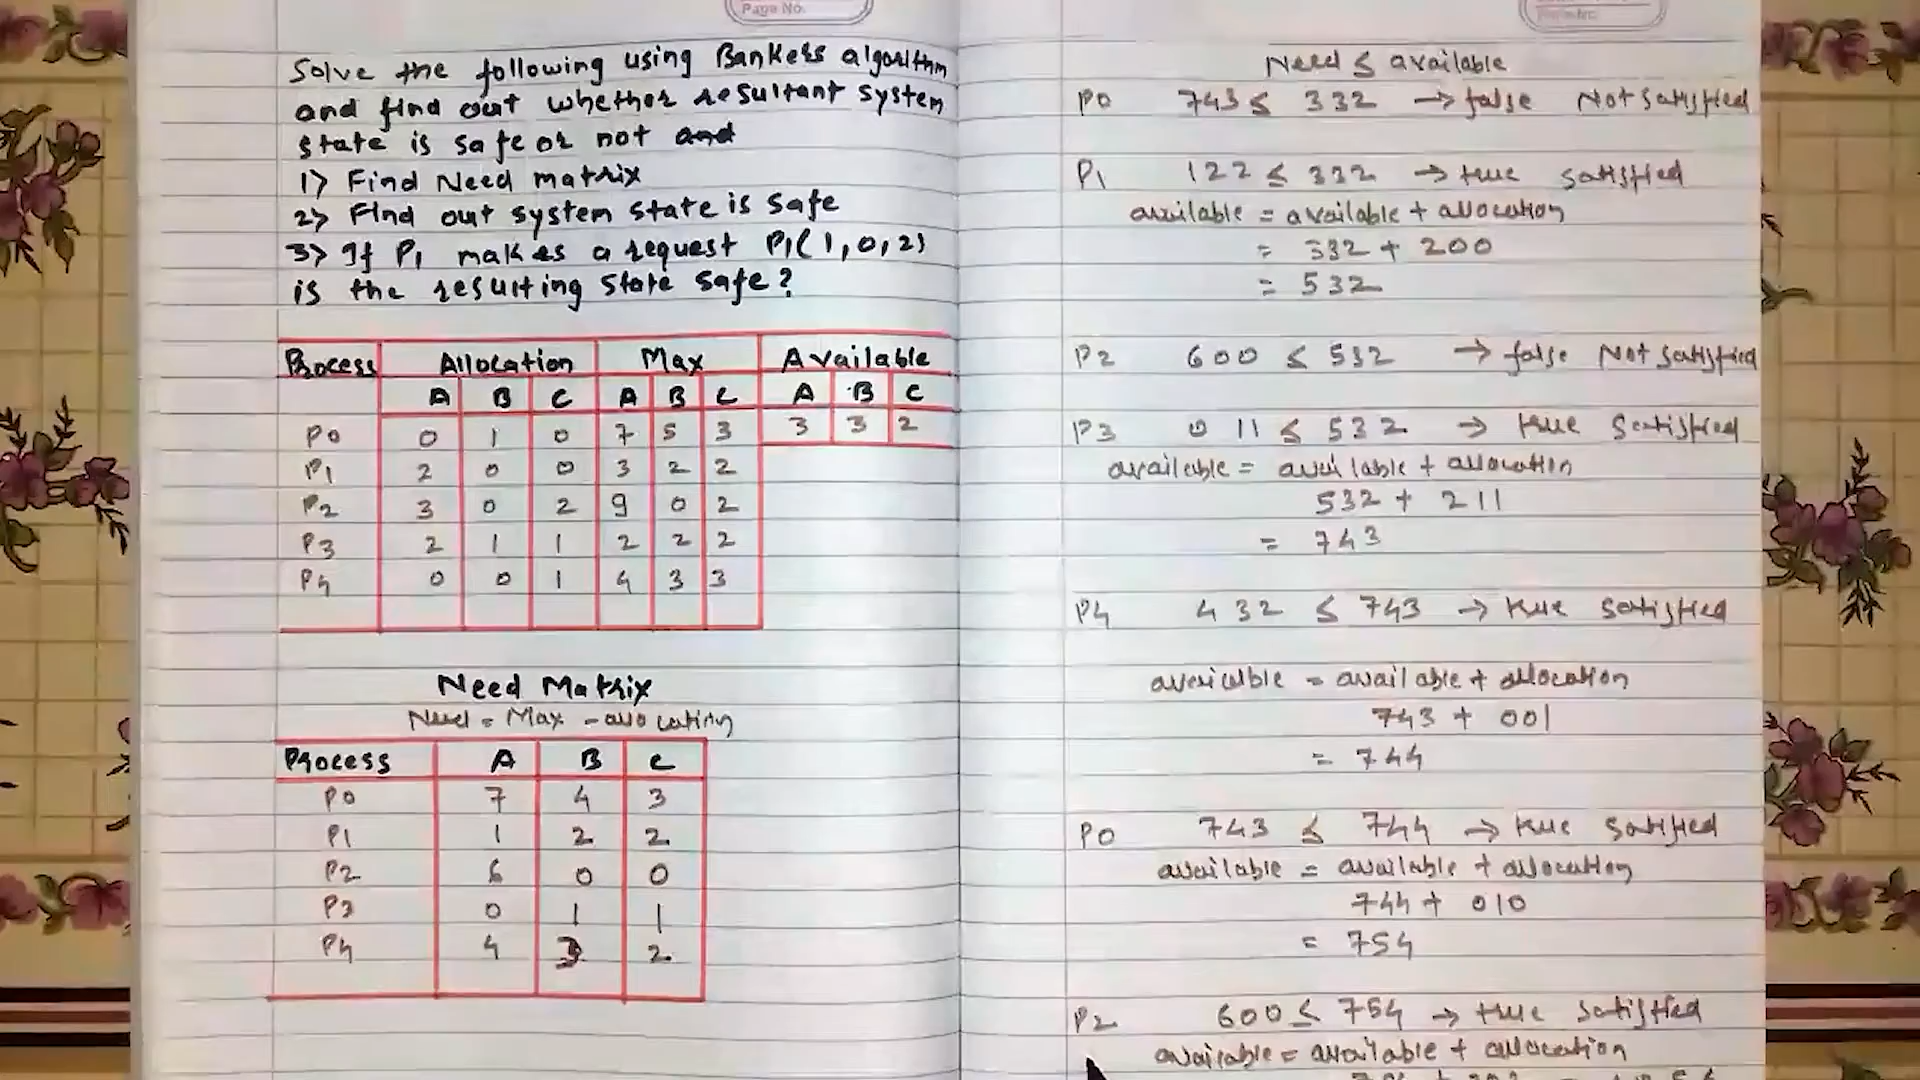 Page No.
Solve the following using Bankers algorithm
and find out whether resultant system
state is safe or not and
1) Find Need matrix
2) Find out system state is safe
3) If P1 makes a request P1(1,0,2)
is the resulting state safe?
Process Allocation Max Available
A B C A B C A B C
P0 0 1 0 7 5 3 3 3 2
P1 2 0 0 3 2 2
P2 3 0 2 9 0 2
P3 2 1 1 2 2 2
P4 0 0 1 4 3 3
Need Matrix
Need = Max - allocation
Process A B C
P0 7 4 3
P1 1 2 2
P2 6 0 0
P3 0 1 1
P4 4 3 2
Need ≤ available
P0 743 ≤ 332 → false Not satisfied
P1 122 ≤ 332 → true satisfied
available = available + allocation
= 332 + 200
= 532
P2 600 ≤ 532 → false Not satisfied
P3 011 ≤ 532 → true satisfied
available = available + allocation
532 + 211
= 743
P4 432 ≤ 743 → true satisfied
available = available + allocation
743 + 001
= 744
P0 743 ≤ 744 → true satisfied
available = available + allocation
744 + 010
= 754
P2 600 ≤ 754 → true satisfied
available = available + allocation